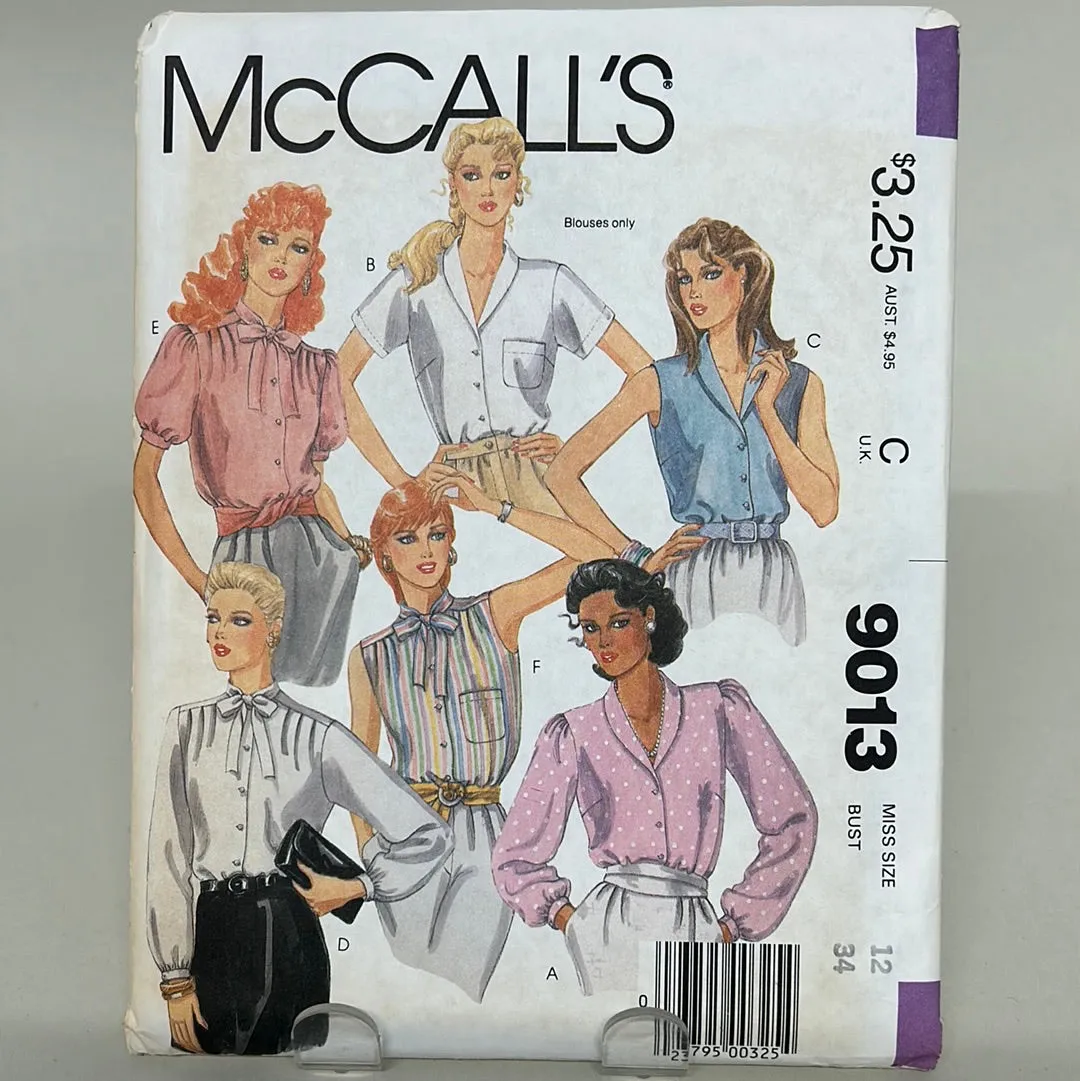 McCALL'S®
Blouses only
B
E
C
F
D
A
$3.25
AUST. $4.95
C
U.K.
9013
MISS SIZE 12
BUST 34
0
23795 00325